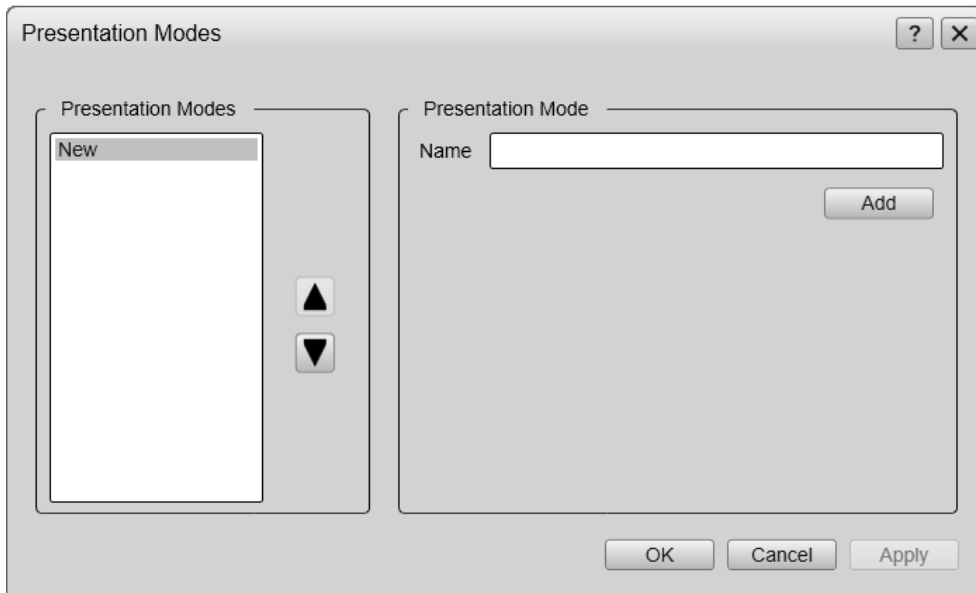 Presentation Modes
?
Presentation Modes
New
Presentation Mode
Name
Add
OK
Cancel
Apply